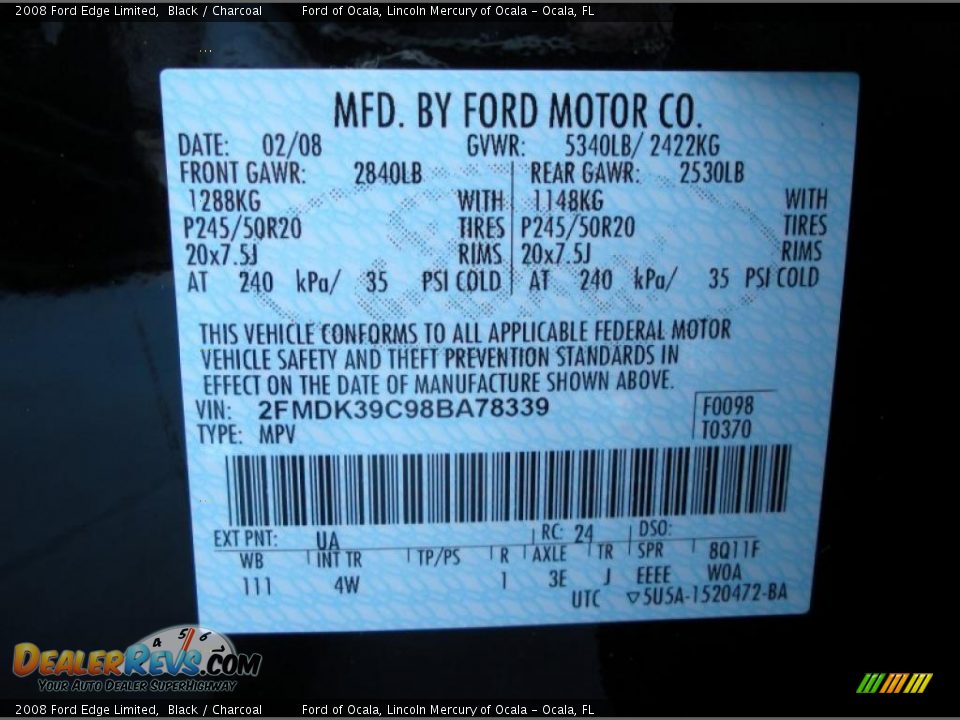 2008 Ford Edge Limited, Black / Charcoal Ford of Ocala, Lincoln Mercury of Ocala - Ocala, FL
MFD. BY FORD MOTOR CO.
DATE: 02/08 GVWR: 5340LB/ 2422KG
FRONT GAWR: 2840LB REAR GAWR: 2530LB
1288KG WITH 1148KG WITH
P245/50R20 TIRES P245/50R20 TIRES
20x7.5J RIMS 20x7.5J RIMS
AT 240 kPa/ 35 PSI COLD AT 240 kPa/ 35 PSI COLD
THIS VEHICLE CONFORMS TO ALL APPLICABLE FEDERAL MOTOR
VEHICLE SAFETY AND THEFT PREVENTION STANDARDS IN
EFFECT ON THE DATE OF MANUFACTURE SHOWN ABOVE.
VIN: 2FMDK39C98BA78339 F0098
TYPE: MPV T0370
EXT PNT: UA RC: 24 DSO:
WB INT TR TP/PS R AXLE TR SPR 8Q11F
111 4W 1 3E J EEEE WOA
UTC ▽5U5A-1520472-BA
4 5 6
DEALERREVS.COM
YOUR AUTO DEALER SUPERHIGHWAY
2008 Ford Edge Limited, Black / Charcoal Ford of Ocala, Lincoln Mercury of Ocala - Ocala, FL